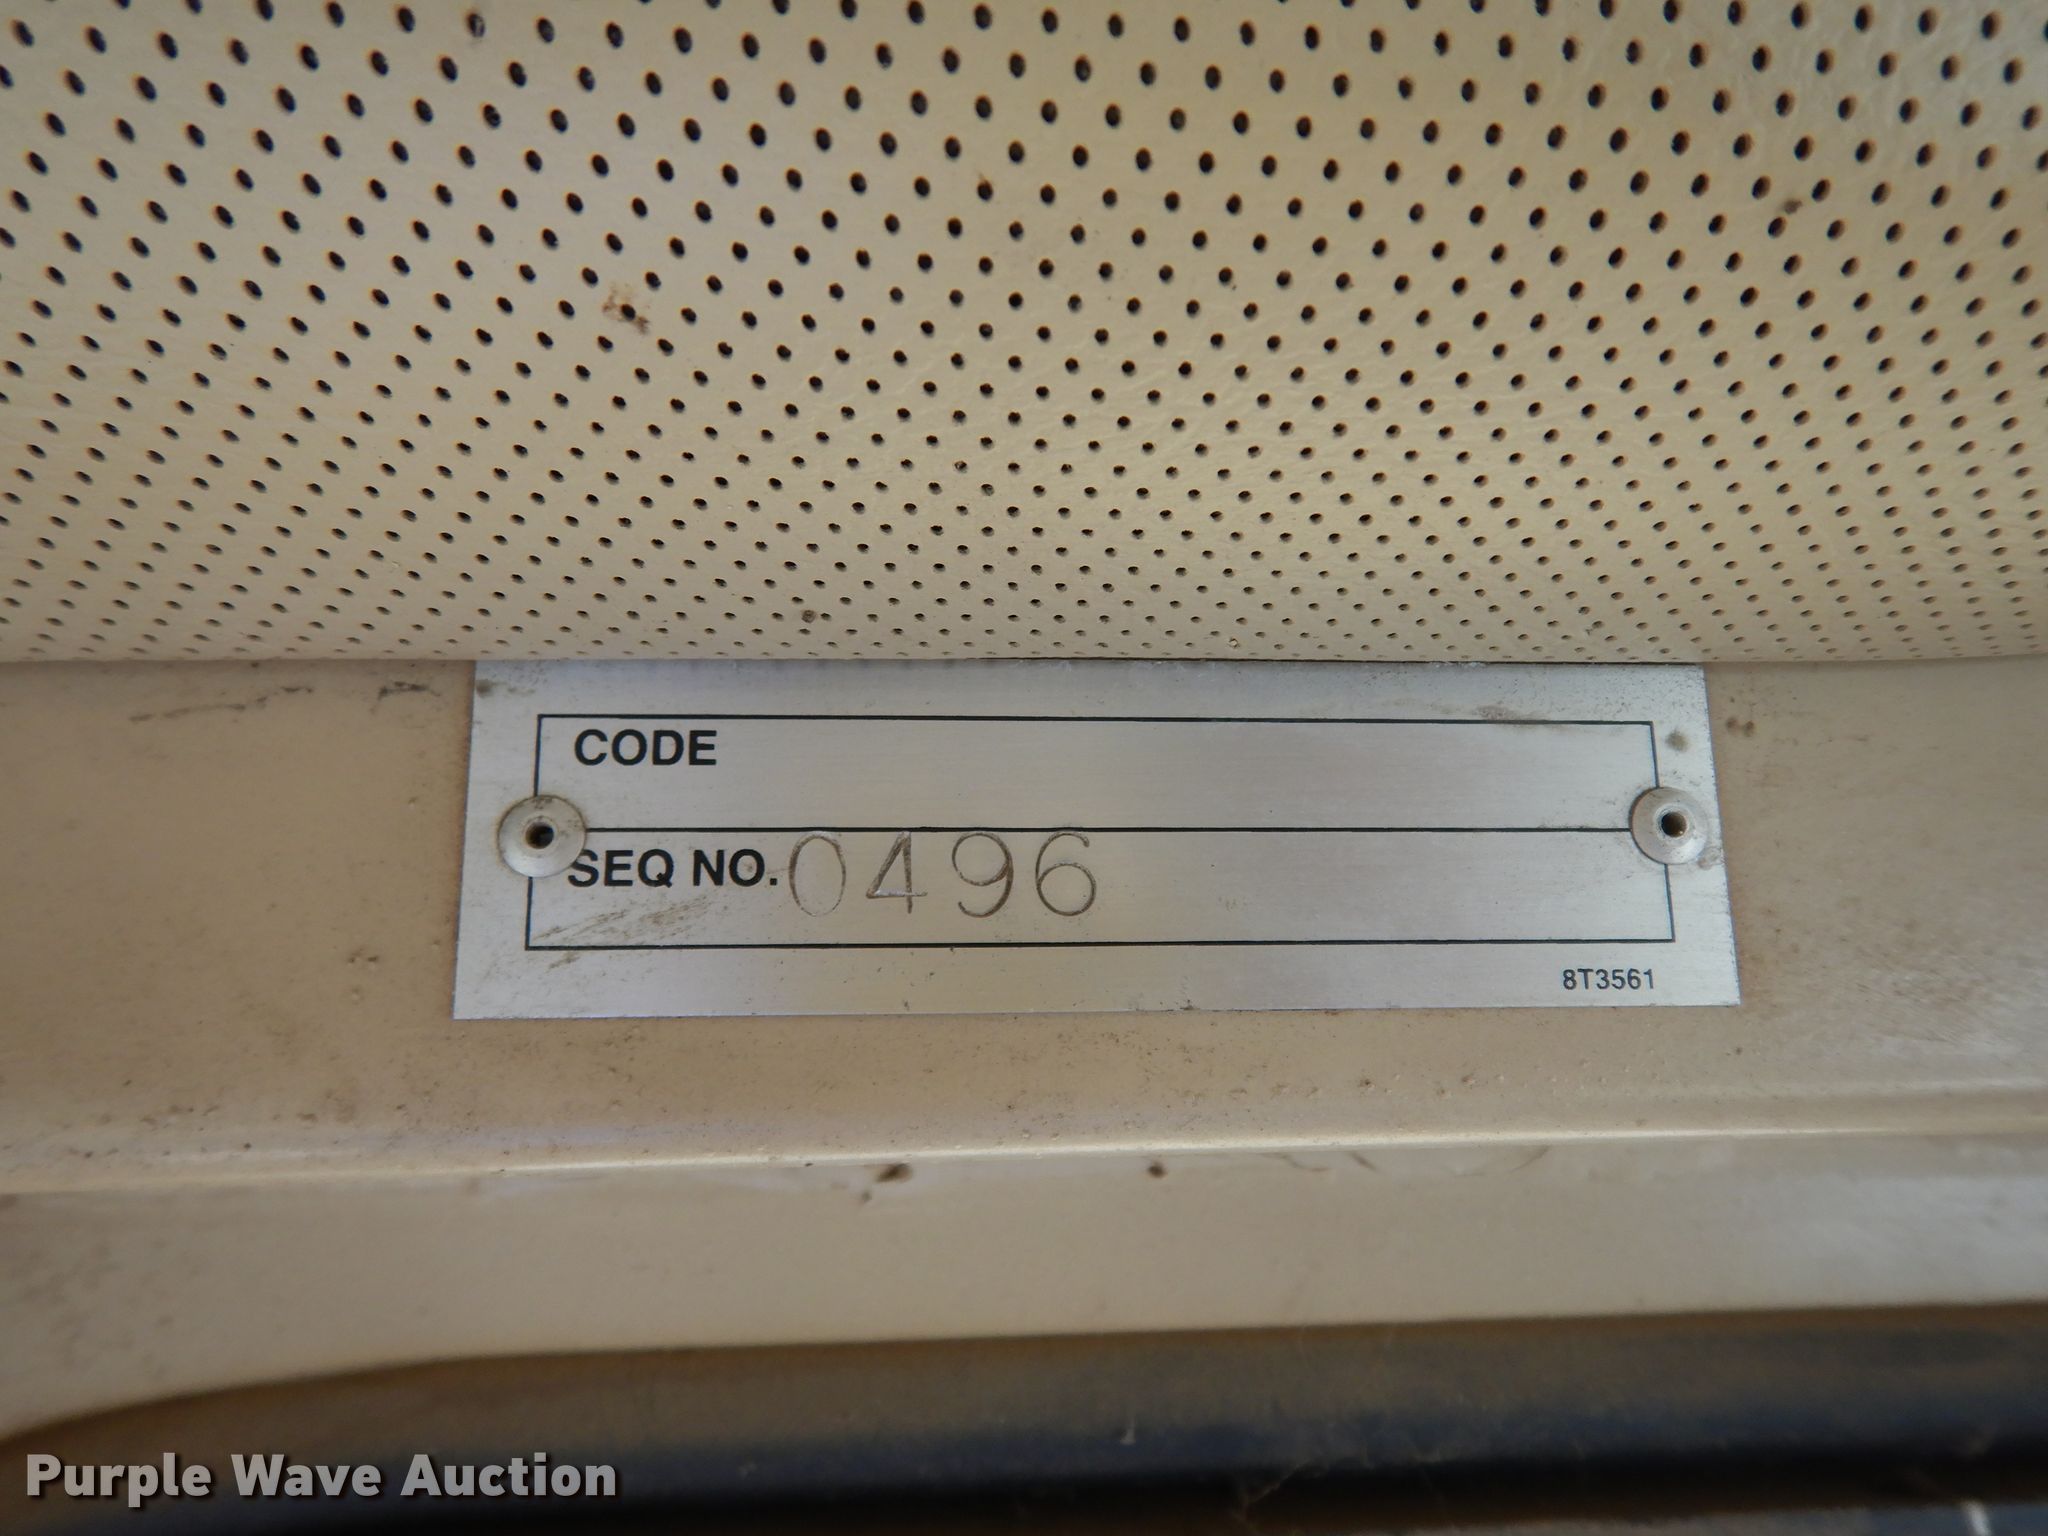 CODE
SEQ NO. 0496
8T3561
Purple Wave Auction